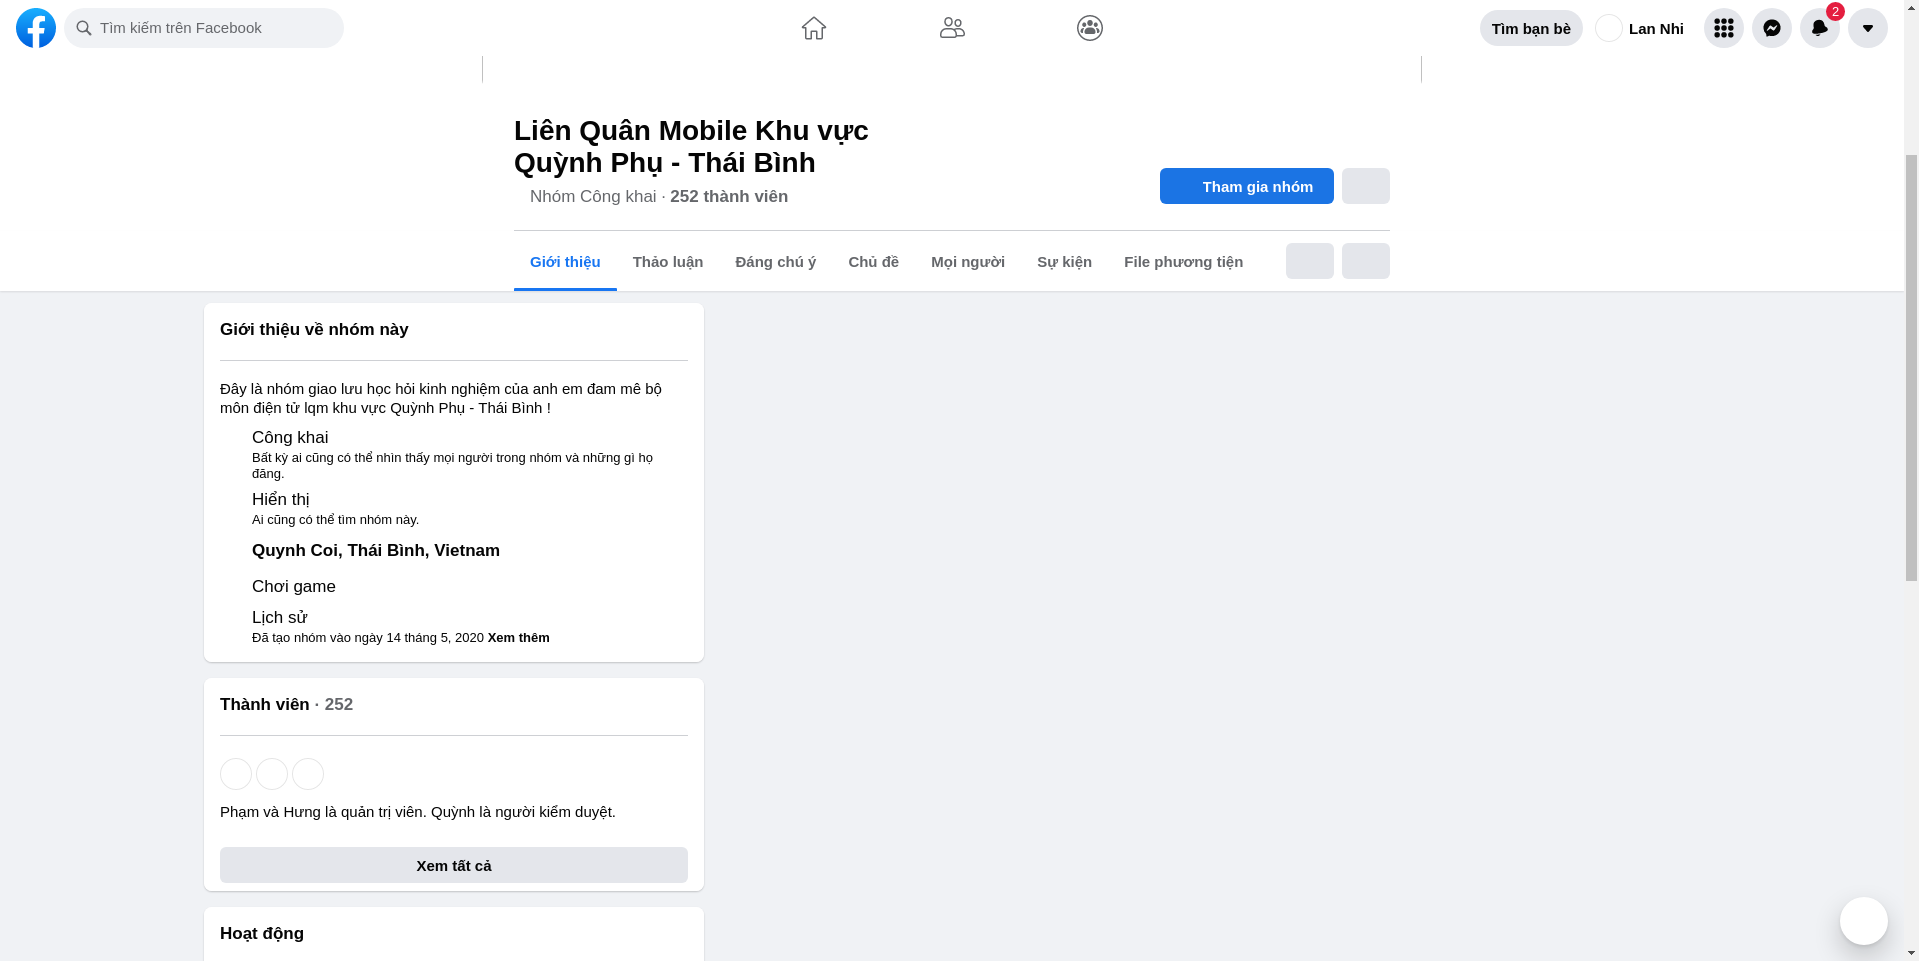 Tìm kiếm trên Facebook
Tìm bạn bè
Lan Nhi
2
Liên Quân Mobile Khu vực
Quỳnh Phụ - Thái Bình
Nhóm Công khai · 252 thành viên
Tham gia nhóm
Giới thiệu
Thảo luận
Đáng chú ý
Chủ đề
Mọi người
Sự kiện
File phương tiện
Giới thiệu về nhóm này
Đây là nhóm giao lưu học hỏi kinh nghiệm của anh em đam mê bộ
môn điện tử lqm khu vực Quỳnh Phụ - Thái Bình !
Công khai
Bất kỳ ai cũng có thể nhìn thấy mọi người trong nhóm và những gì họ
đăng.
Hiển thị
Ai cũng có thể tìm nhóm này.
Quynh Coi, Thái Bình, Vietnam
Chơi game
Lịch sử
Đã tạo nhóm vào ngày 14 tháng 5, 2020 Xem thêm
Thành viên · 252
Phạm và Hưng là quản trị viên. Quỳnh là người kiểm duyệt.
Xem tất cả
Hoạt động